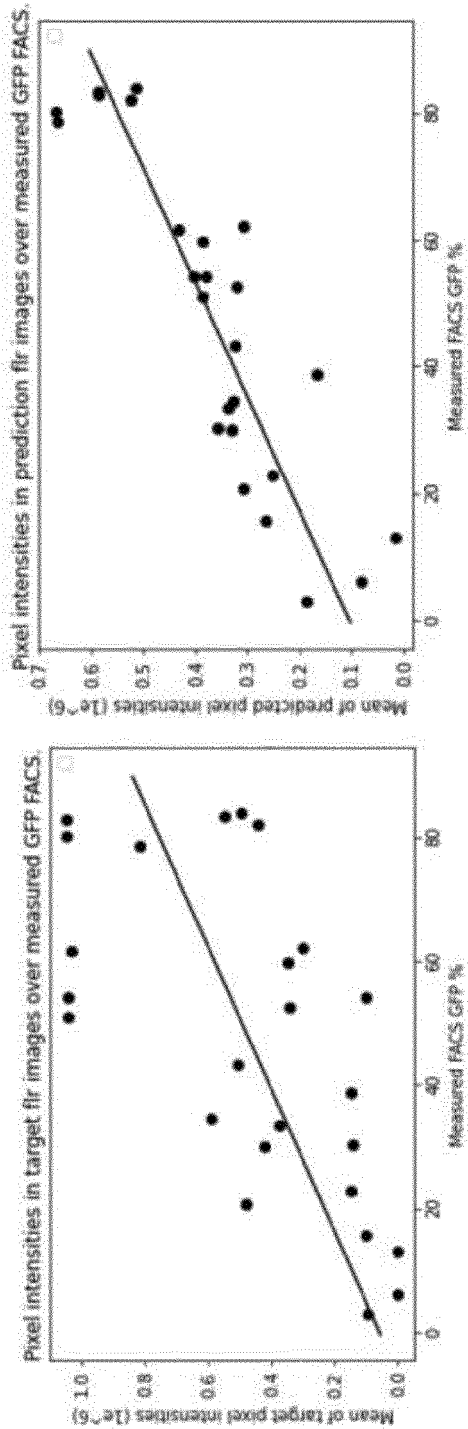 Pixel intensities in target flr images over measured GFP FACS.
Mean of target pixel intensities (1e^6)
1.0
0.8
0.6
0.4
0.2
0.0
0 20 40 60 80
Measured FACS GFP %
Pixel intensities in prediction flr images over measured GFP FACS.
Mean of predicted pixel intensities (1e^6)
0.7
0.6
0.5
0.4
0.3
0.2
0.1
0.0
0 20 40 60 80
Measured FACS GFP %